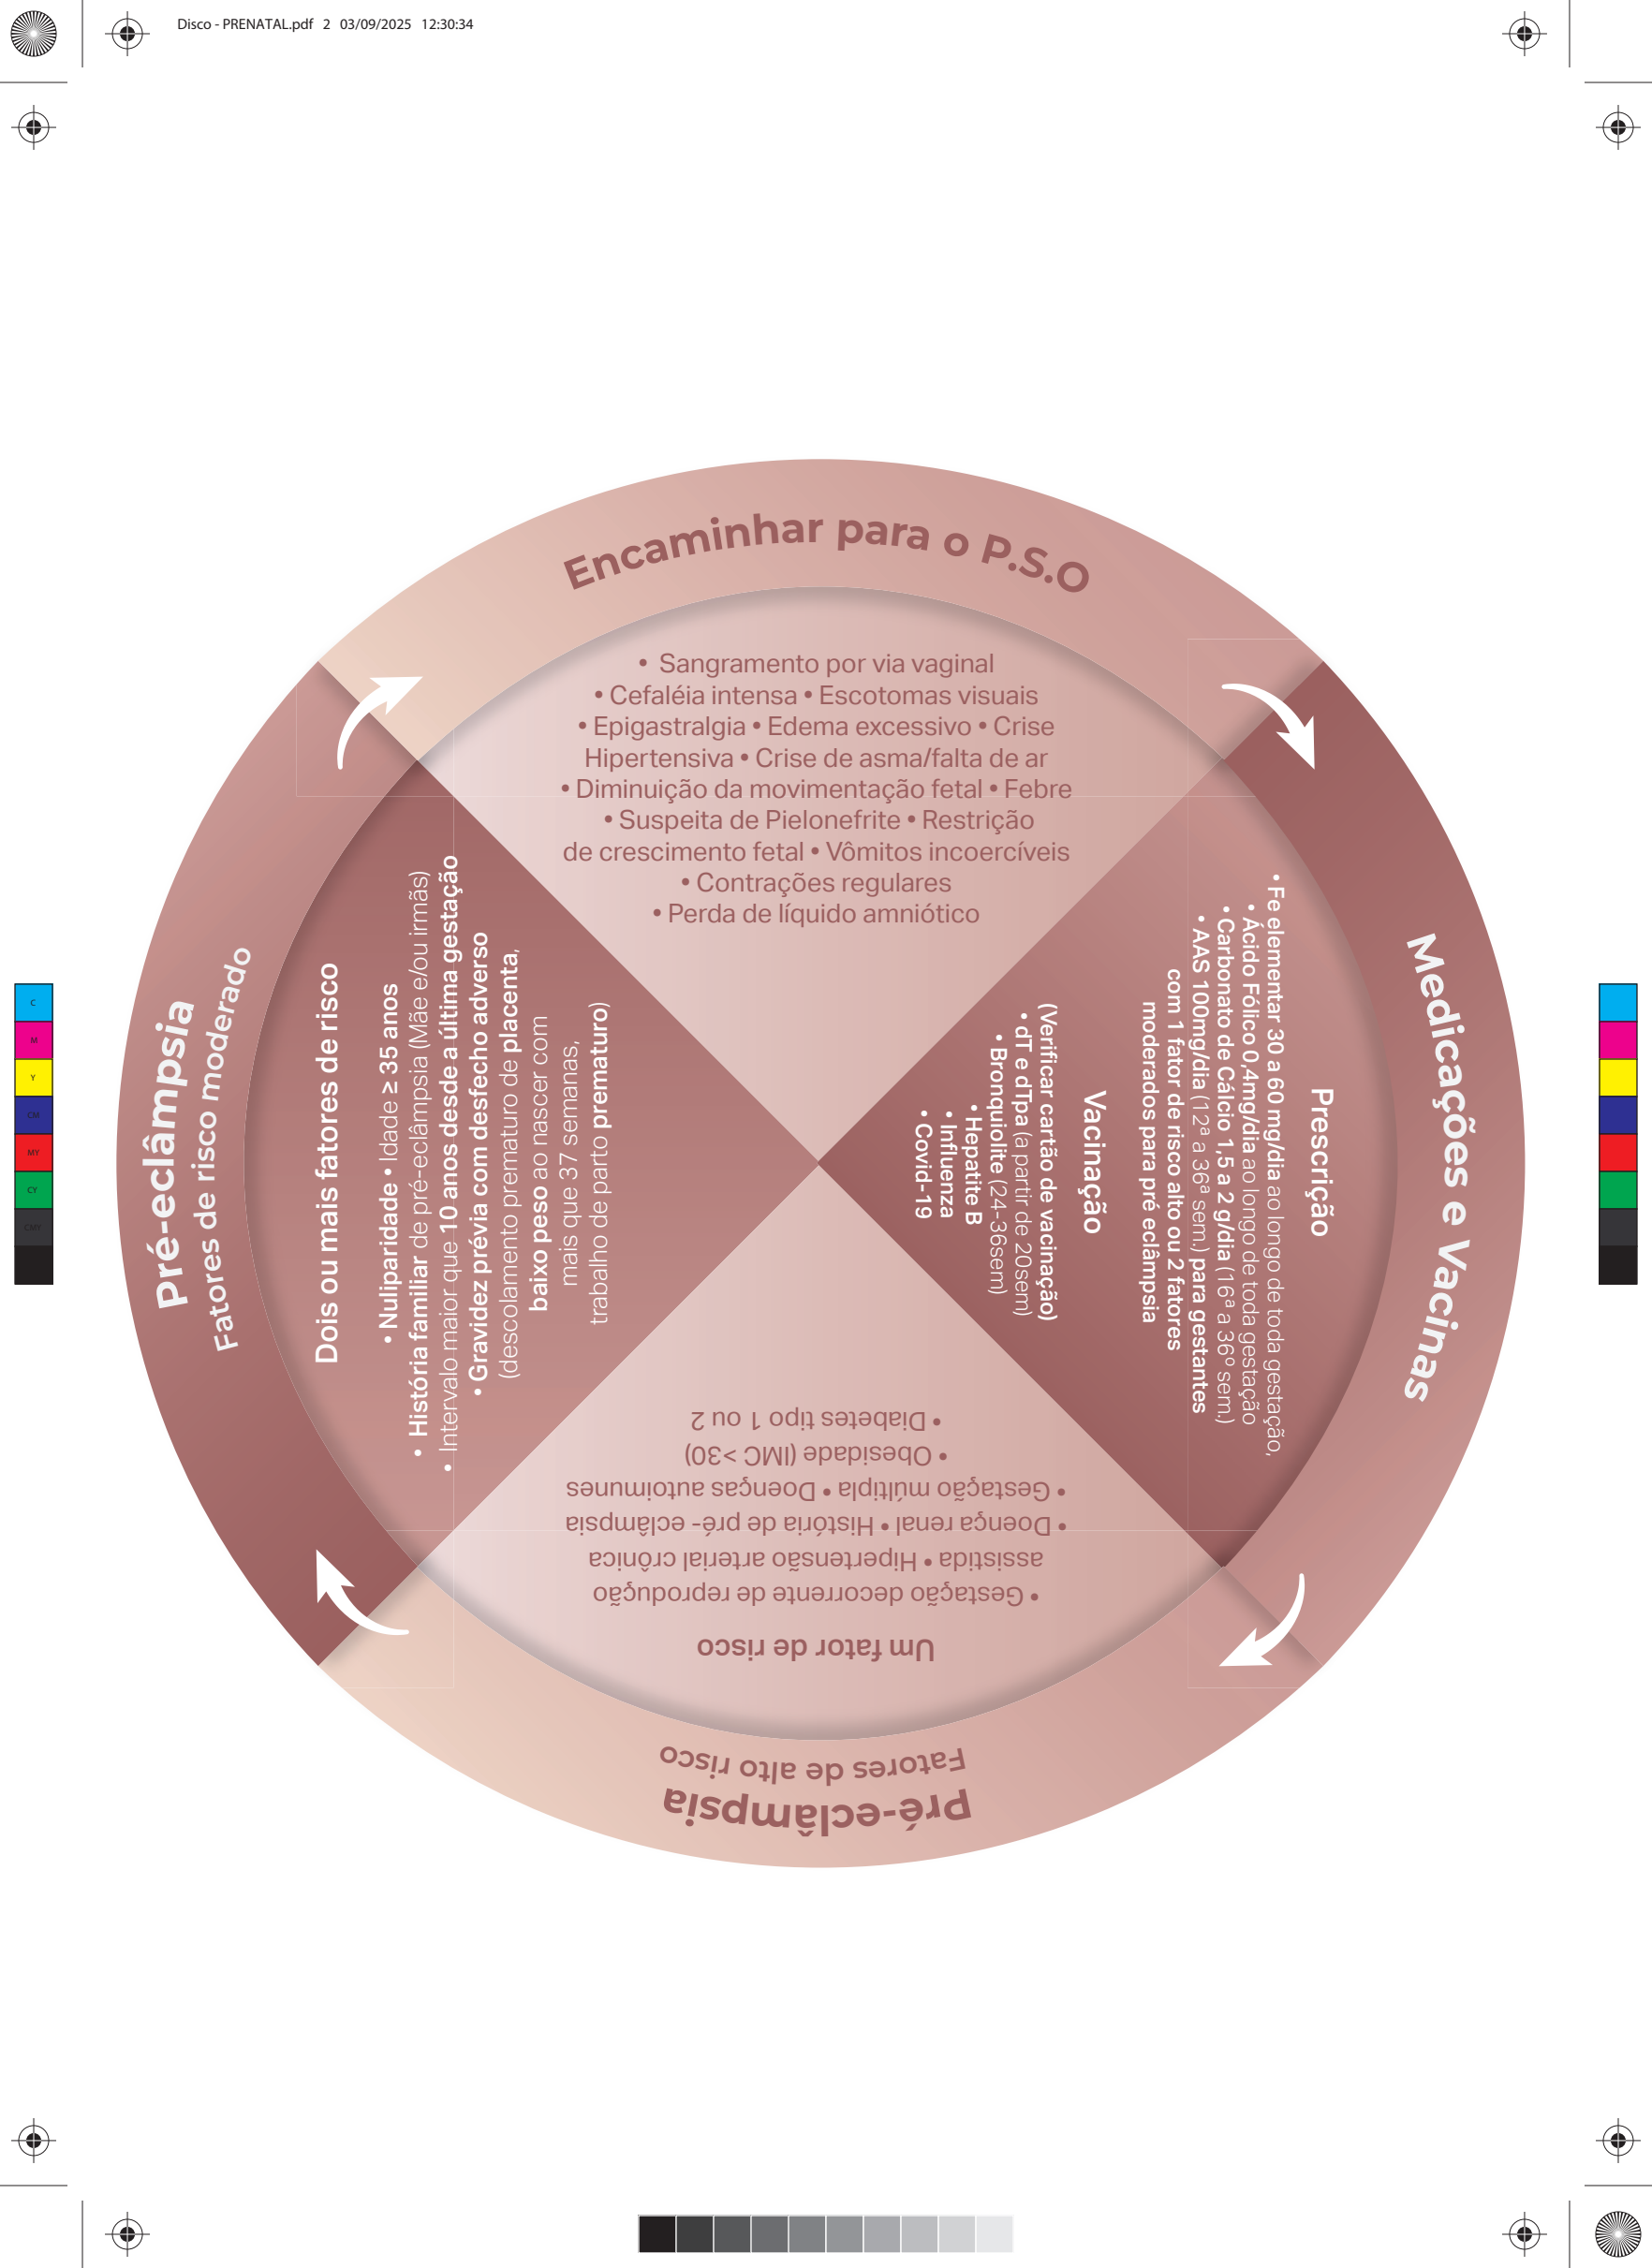 Disco - PRENATAL.pdf 2 03/09/2025 12:30:34
Encaminhar para o P.S.O
• Sangramento por via vaginal
• Cefaléia intensa • Escotomas visuais
• Epigastralgia • Edema excessivo • Crise
Hipertensiva • Crise de asma/falta de ar
• Diminuição da movimentação fetal • Febre
• Suspeita de Pielonefrite • Restrição
de crescimento fetal • Vômitos incoercíveis
• Contrações regulares
• Perda de líquido amniótico
Medicações e Vacinas
Prescrição
• Fe elementar 30 a 60 mg/dia ao longo de toda gestação,
• Ácido Fólico 0,4mg/dia ao longo de toda gestação
• Carbonato de Cálcio 1,5 a 2 g/dia (16ª a 36º sem.)
• AAS 100mg/dia (12ª a 36ª sem.) para gestantes
com 1 fator de risco alto ou 2 fatores
moderados para pré eclâmpsia
Vacinação
(Verificar cartão de vacinação)
• dT e dTpa (a partir de 20sem)
• Bronquiolite (24-36sem)
• Hepatite B
• Influenza
• Covid-19
Pré-eclâmpsia
Fatores de alto risco
Um fator de risco
• Gestação decorrente de reprodução
assistida • Hipertensão arterial crônica
• Doença renal • História de pré- eclâmpsia
• Gestação múltipla • Doenças autoimunes
• Obesidade (IMC >30)
• Diabetes tipo 1 ou 2
Pré-eclâmpsia
Fatores de risco moderado
Dois ou mais fatores de risco
• Nuliparidade • Idade ≥ 35 anos
• História familiar de pré-eclâmpsia (Mãe e/ou irmãs)
• Intervalo maior que 10 anos desde a última gestação
• Gravidez prévia com desfecho adverso
(descolamento prematuro de placenta,
baixo peso ao nascer com
mais que 37 semanas,
trabalho de parto prematuro)
C
M
Y
CM
MY
CY
CMY